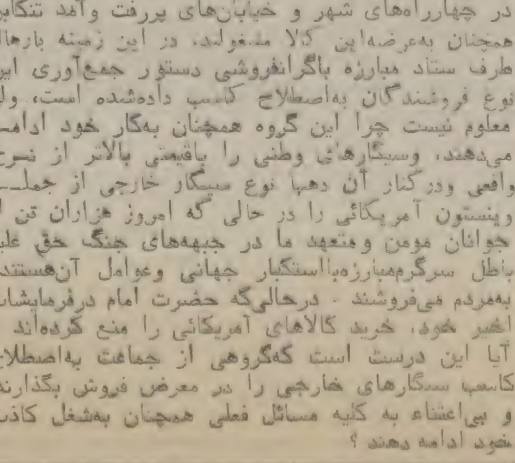 در چهارراه‌های شهر و خیابان‌های پررفت وآمد تنکابن
همچنان به‌عرضه‌این کالا مشغولند، در این زمینه بارها از
طرف ستاد مبارزه باگرانفروشی دستور جمع‌آوری این
نوع فروشندگان به‌اصطلاح کاسب داده‌شده است، ولی
معلوم نیست چرا این گروه همچنان به‌کار خود ادامه
می‌دهند، وسیگارهای وطنی را باقیمتی بالاتر از نرخ
واقعی ودرکنار آن دهها نوع سیگار خارجی از جمله
وینستون آمریکائی را در حالی که امروز هزاران تن از
جوانان مومن ومتعهد ما در جبهه‌های جنگ حق علیه
باطل سرگرم‌مبارزه‌بااستکبار جهانی وعوامل آن‌هستند،
به‌مردم می‌فروشند . درحالیکه حضرت امام درفرمایشات
اخیر خود، خرید کالاهای آمریکائی را منع کرده‌اند .
آیا این درست است که‌گروهی از جماعت به‌اصطلاح
کاسب سیگارهای خارجی را در معرض فروش بگذارند
و بی‌اعتناء به کلیه مسائل فعلی همچنان به‌شغل کاذب
خود ادامه دهند ؟